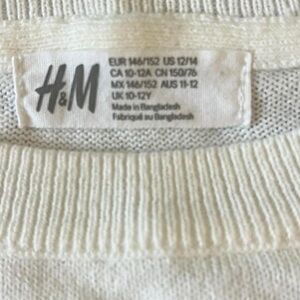 H&M
EUR 146/152 US 12/14
CA 10-12A CN 150/76
MX 146/152 AUS 11-12
UK 10-12Y
Made in Bangladesh
Fabriqué au Bangladesh